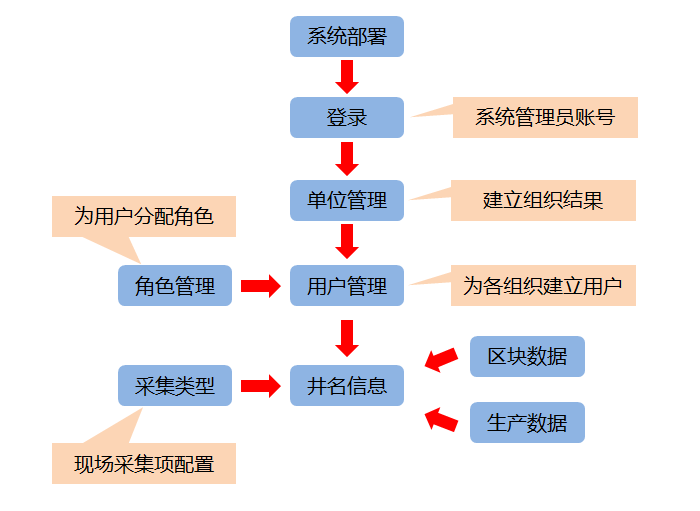 系统部署
登录
系统管理员账号
单位管理
建立组织结果
为用户分配角色
角色管理
用户管理
为各组织建立用户
区块数据
采集类型
井名信息
生产数据
现场采集项配置